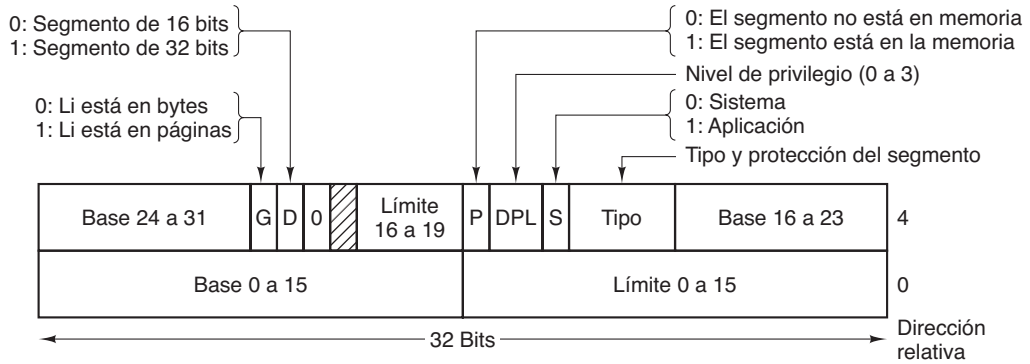 0: Segmento de 16 bits
1: Segmento de 32 bits
0: Li está en bytes
1: Li está en páginas
0: El segmento no está en memoria
1: El segmento está en la memoria
Nivel de privilegio (0 a 3)
0: Sistema
1: Aplicación
Tipo y protección del segmento
Base 24 a 31 G D 0 Límite 16 a 19 P DPL S Tipo Base 16 a 23 4
Base 0 a 15 Límite 0 a 15 0
32 Bits
Dirección
relativa